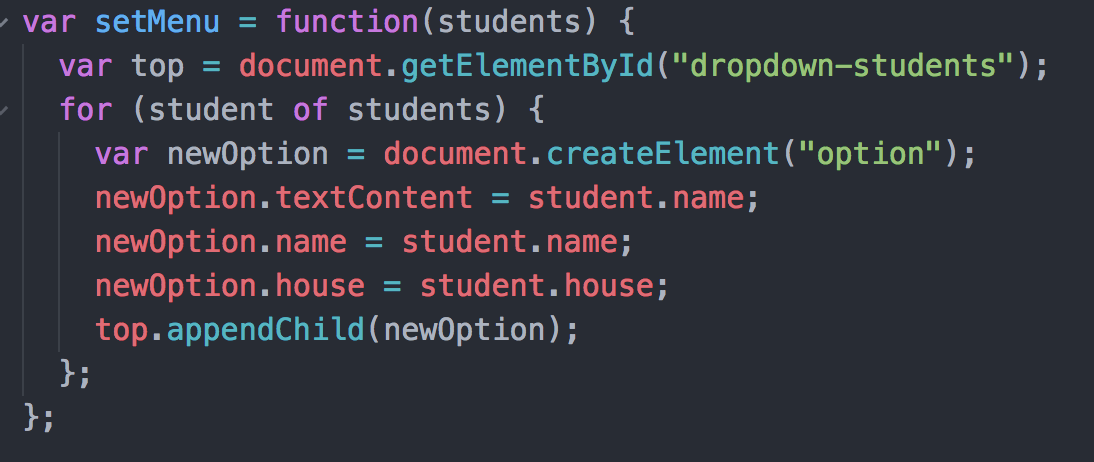 var setMenu = function(students) {
  var top = document.getElementById("dropdown-students");
  for (student of students) {
    var newOption = document.createElement("option");
    newOption.textContent = student.name;
    newOption.name = student.name;
    newOption.house = student.house;
    top.appendChild(newOption);
  };
};